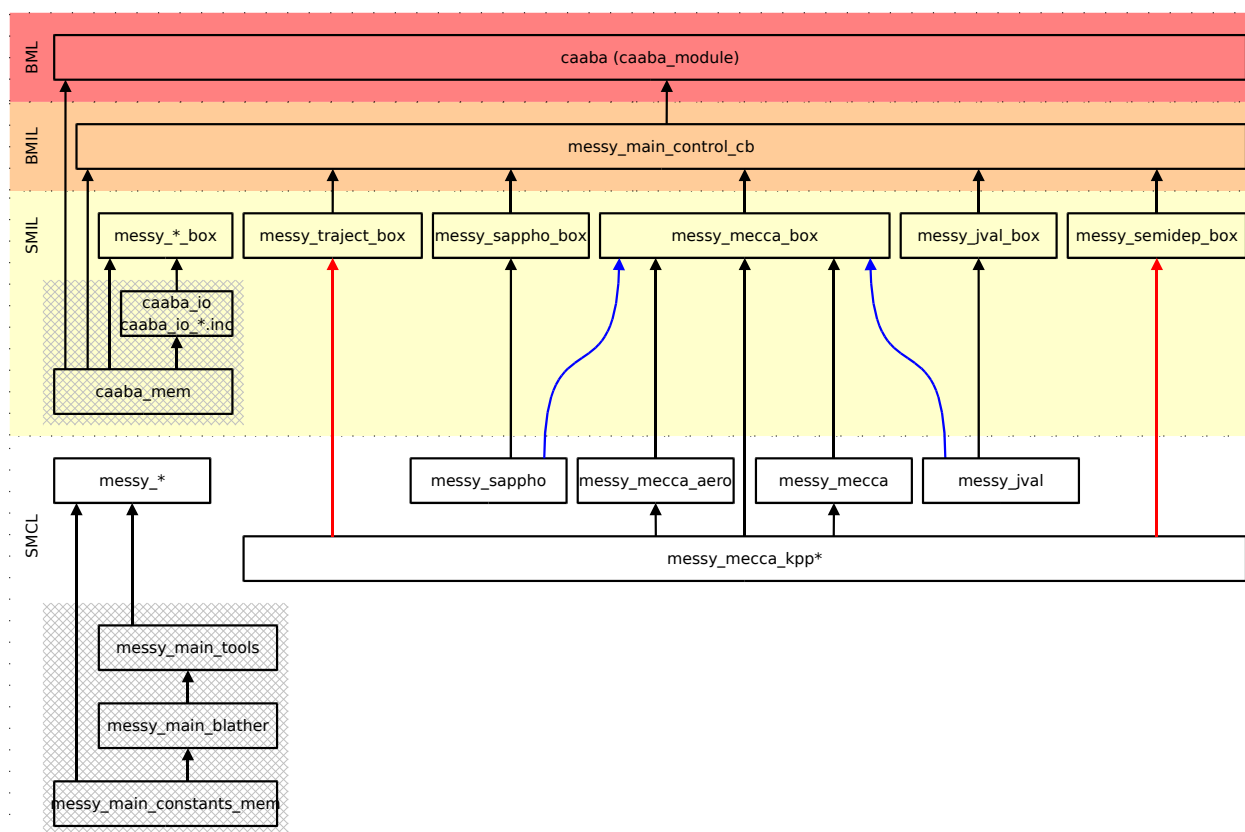 BML
caaba (caaba_module)
BMIL
messy_main_control_cb
SMIL
messy_*_box
messy_traject_box
messy_sappho_box
messy_mecca_box
messy_jval_box
messy_semidep_box
caaba_io
caaba_io_*.inc
caaba_mem
SMCL
messy_*
messy_sappho
messy_mecca_aero
messy_mecca
messy_jval
messy_mecca_kpp*
messy_main_tools
messy_main_blather
messy_main_constants_mem